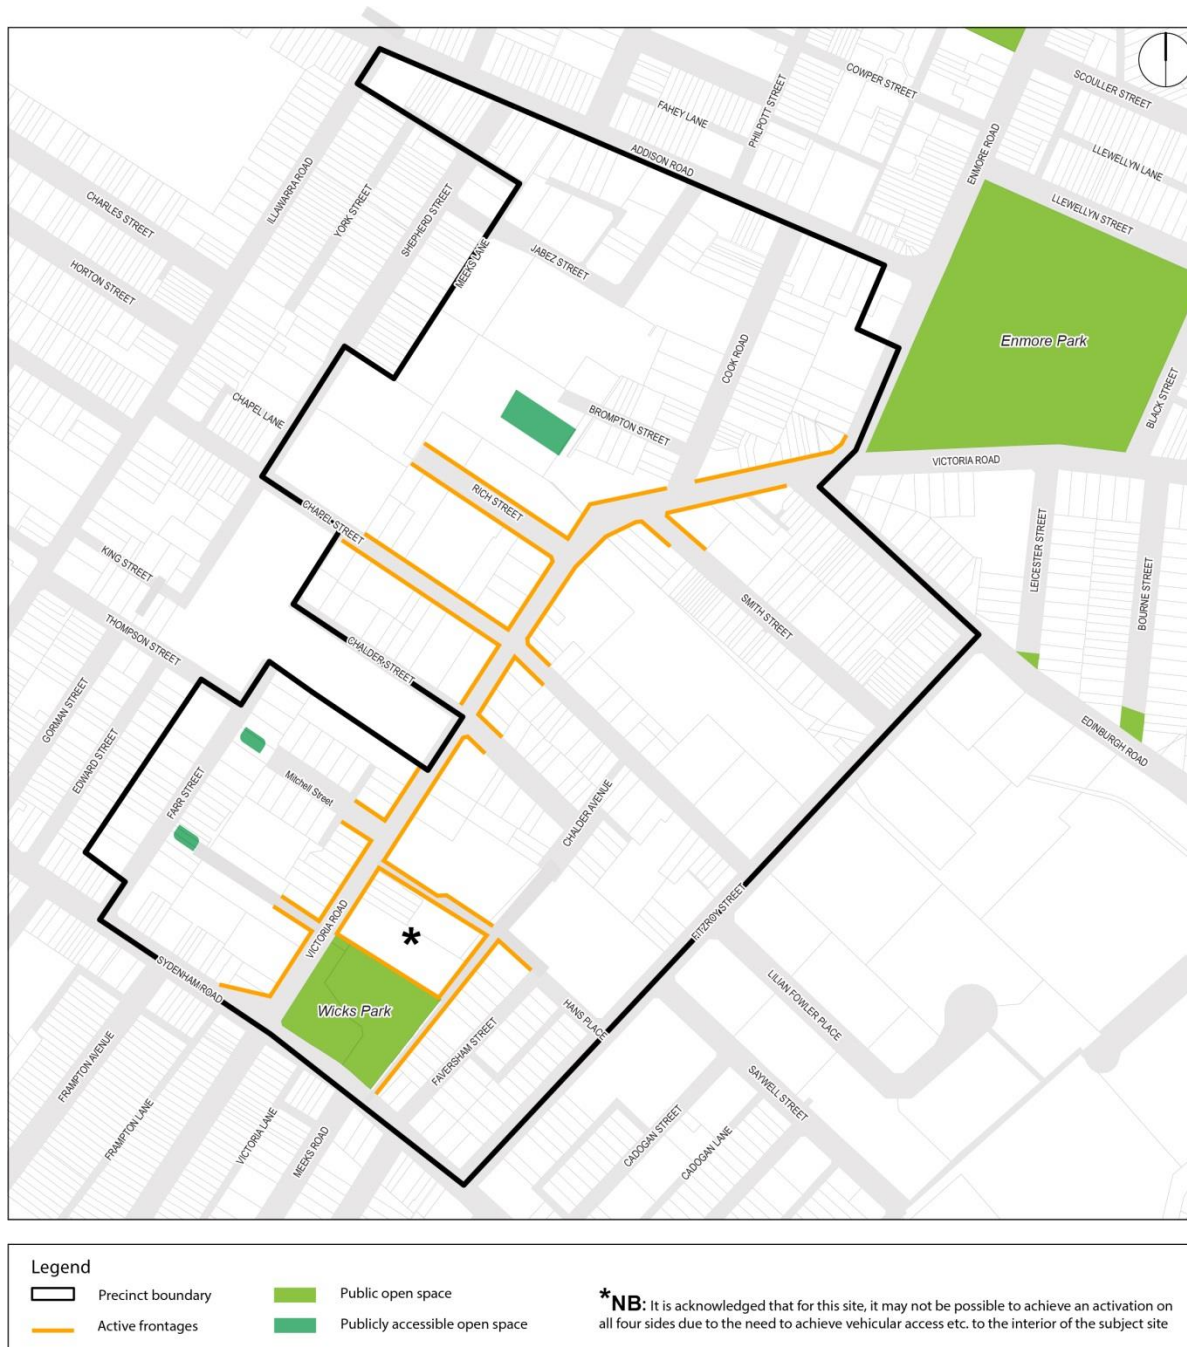 SCOULLER STREET
COWPER STREET
PHILPOTT STREET
FAHEY LANE
ENMORE ROAD
LLEWELLYN LANE
ADDISON ROAD
LLEWELLYN STREET
ILLAWARRA ROAD
CHARLES STREET
YORK STREET
SHEPHERD STREET
MEEKS LANE
JABEZ STREET
HORTON STREET
Enmore Park
COOK ROAD
BLACK STREET
CHAPEL LANE
BROMPTON STREET
VICTORIA ROAD
RICH STREET
CHAPEL STREET
KING STREET
LEICESTER STREET
BOURNE STREET
SMITH STREET
THOMPSON STREET
CHALDER STREET
GORMAN STREET
EDWARD STREET
EDINBURGH ROAD
FARR STREET
Mitchell Street
CHALDER AVENUE
VICTORIA ROAD
*
FITZROY STREET
SYDENHAM ROAD
Wicks Park
HANS PLACE
LILIAN FOWLER PLACE
FAVERSHAM STREET
FRAMPTON AVENUE
SAYWELL STREET
FRAMPTON LANE
VICTORIA LANE
MEEKS ROAD
CADOGAN STREET
CADOGAN LANE
Legend
Precinct boundary
Active frontages
Public open space
Publicly accessible open space
*NB: It is acknowledged that for this site, it may not be possible to achieve an activation on
all four sides due to the need to achieve vehicular access etc. to the interior of the subject site